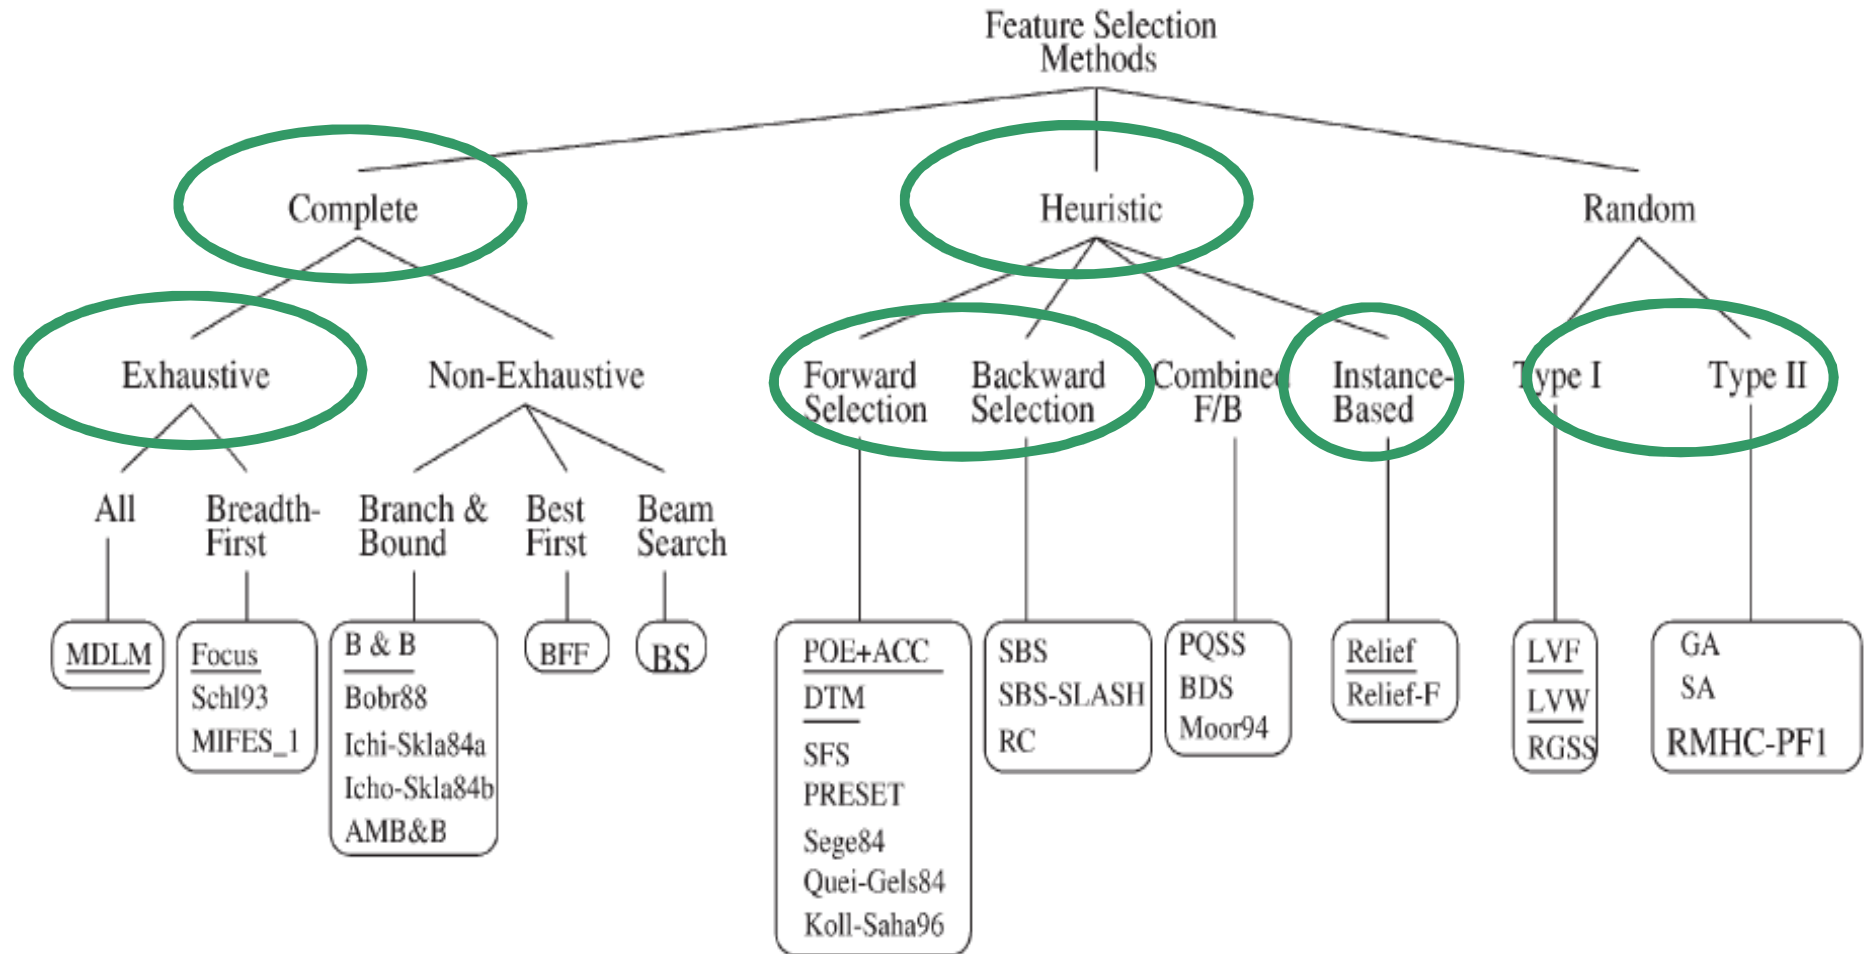 Feature Selection
Methods
Complete
Heuristic
Random
Exhaustive
Non-Exhaustive
Forward
Selection
Backward
Selection
Combined
F/B
Instance-
Based
Type I
Type II
All
Breadth-
First
Branch &
Bound
Best
First
Beam
Search
MDLM
Focus
Schl93
MIFES_1
B & B
Bobr88
Ichi-Skla84a
Icho-Skla84b
AMB&B
BFF
BS
POE+ACC
DTM
SFS
PRESET
Sege84
Quei-Gels84
Koll-Saha96
SBS
SBS-SLASH
RC
PQSS
BDS
Moor94
Relief
Relief-F
LVF
LVW
RGSS
GA
SA
RMHC-PF1